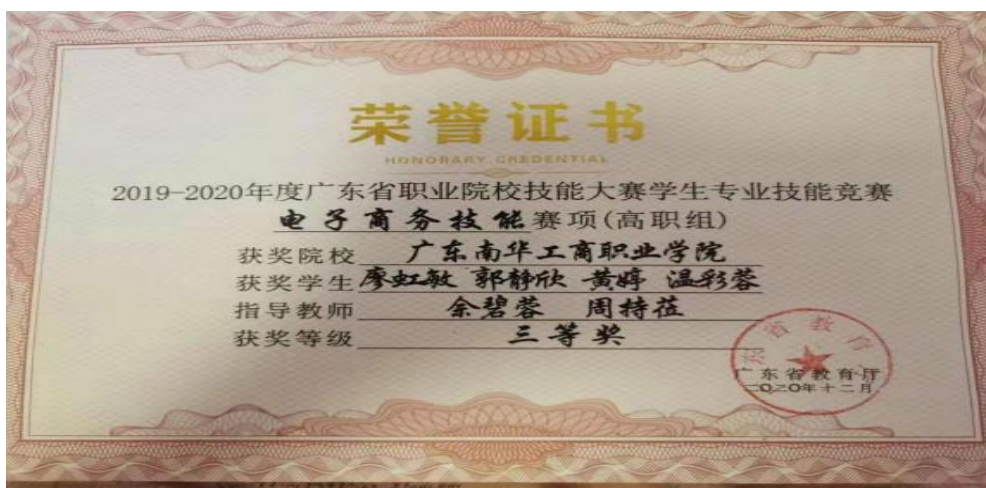 荣誉证书
HONORARY CREDENTIAL
2019-2020年度广东省职业院校技能大赛学生专业技能竞赛
电子商务技能赛项(高职组)
获奖院校 广东南华工商职业学院
获奖学生 廖虹敏 郭静欣 黄婷 温彩蓉
指导教师 余碧蓉 周持莅
获奖等级 三等奖
广东省教育厅
二〇二〇年十二月